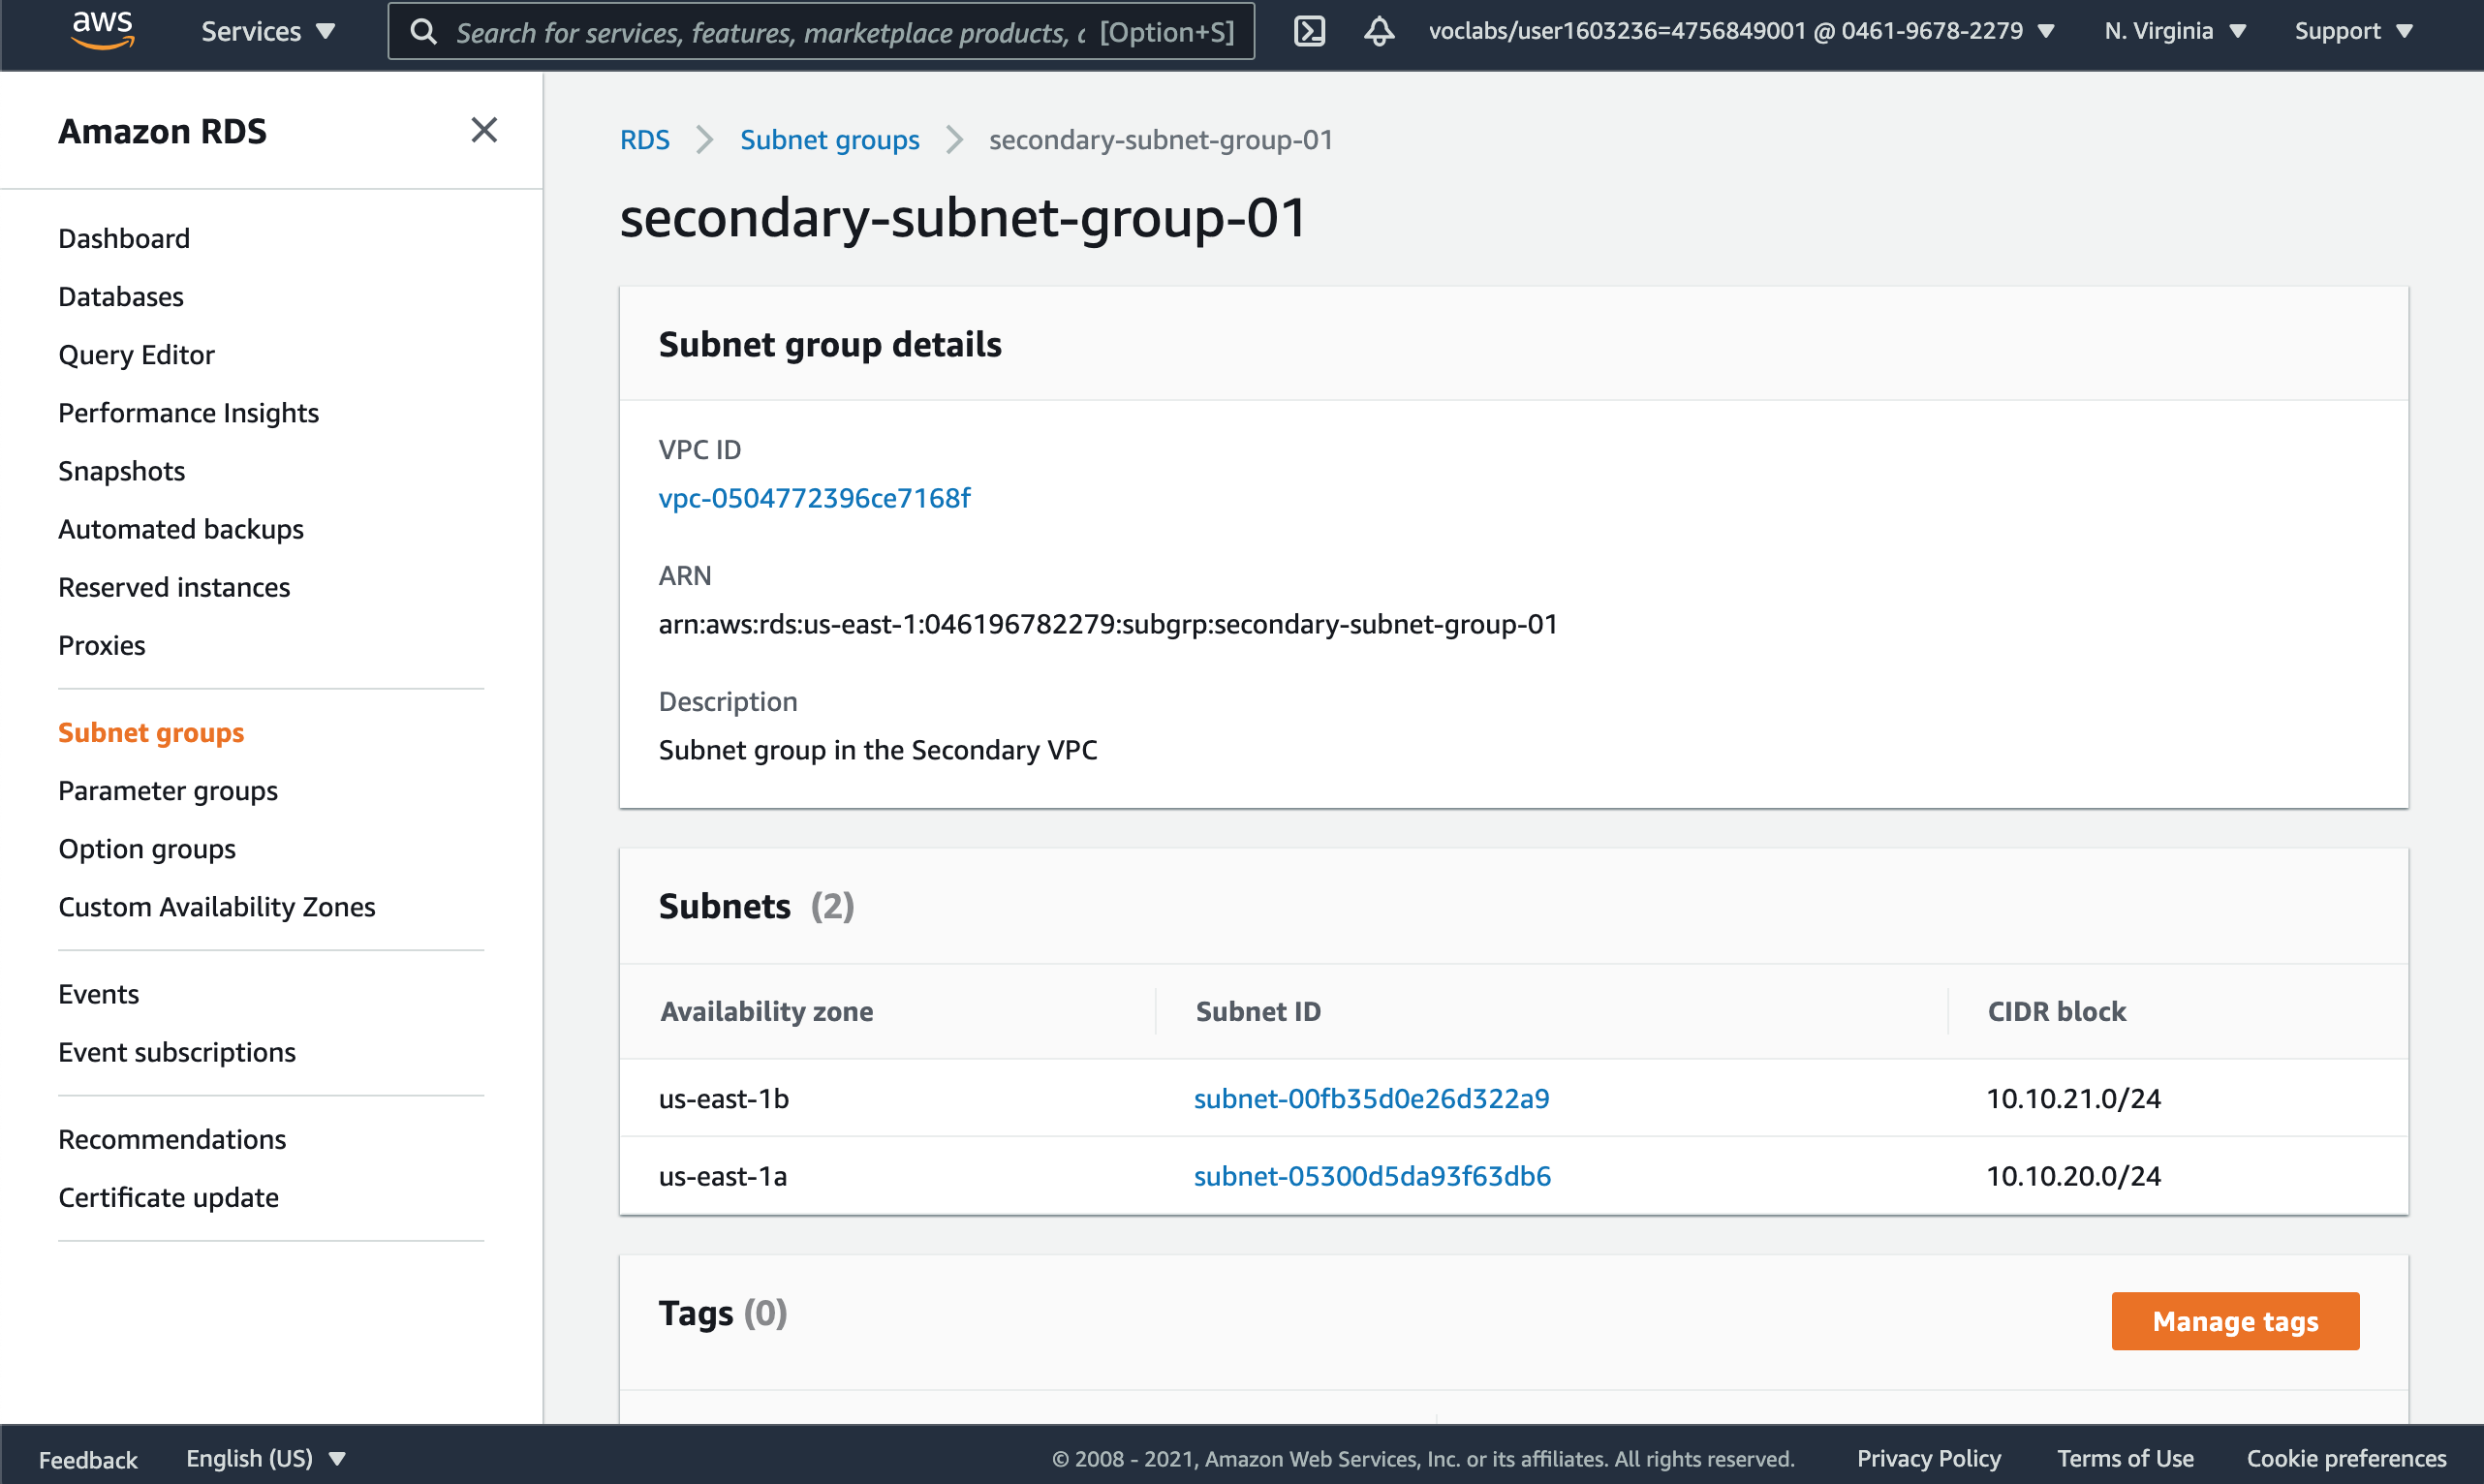 aws Services Search for services, features, marketplace products, [Option+S] voclabs/user1603236=4756849001 @ 0461-9678-2279 N. Virginia Support
Amazon RDS
Dashboard
Databases
Query Editor
Performance Insights
Snapshots
Automated backups
Reserved instances
Proxies
Subnet groups
Parameter groups
Option groups
Custom Availability Zones
Events
Event subscriptions
Recommendations
Certificate update
RDS Subnet groups secondary-subnet-group-01
secondary-subnet-group-01
Subnet group details
VPC ID
vpc-0504772396ce7168f
ARN
arn:aws:rds:us-east-1:046196782279:subgrp:secondary-subnet-group-01
Description
Subnet group in the Secondary VPC
Subnets (2)
Availability zone Subnet ID CIDR block
us-east-1b subnet-00fb35d0e26d322a9 10.10.21.0/24
us-east-1a subnet-05300d5da93f63db6 10.10.20.0/24
Tags (0) Manage tags
Feedback English (US) © 2008 - 2021, Amazon Web Services, Inc. or its affiliates. All rights reserved. Privacy Policy Terms of Use Cookie preferences